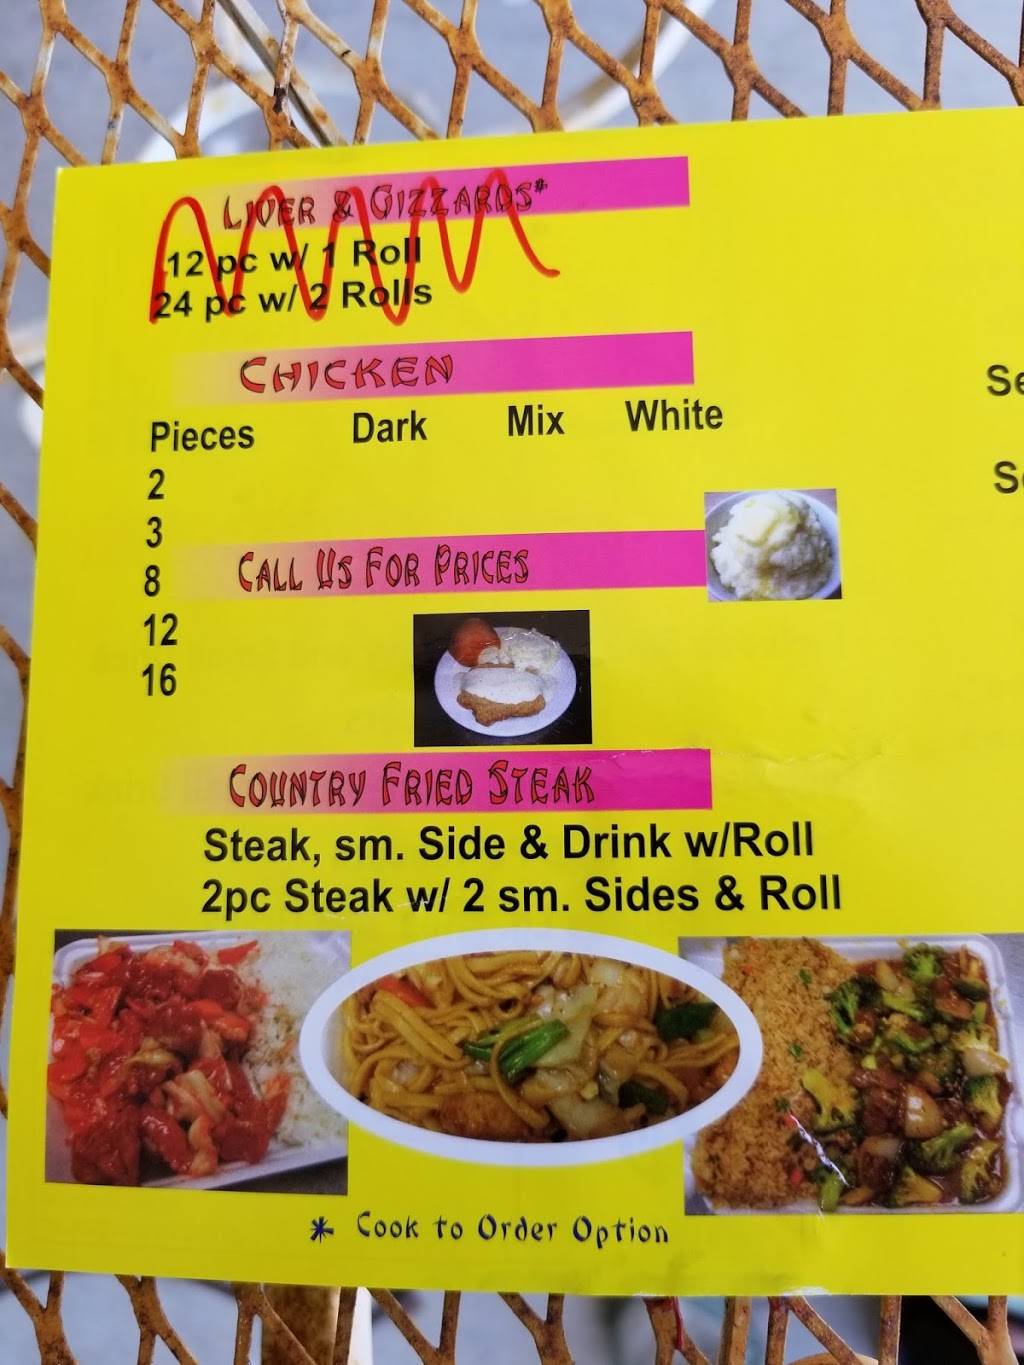 Liver & Gizzards*
12 pc w/ 1 Roll
24 pc w/ 2 Rolls
Chicken
Pieces Dark Mix White
2
3
8
12
16
Call Us For Prices
Country Fried Steak
Steak, sm. Side & Drink w/Roll
2pc Steak w/ 2 sm. Sides & Roll
* Cook to Order Option